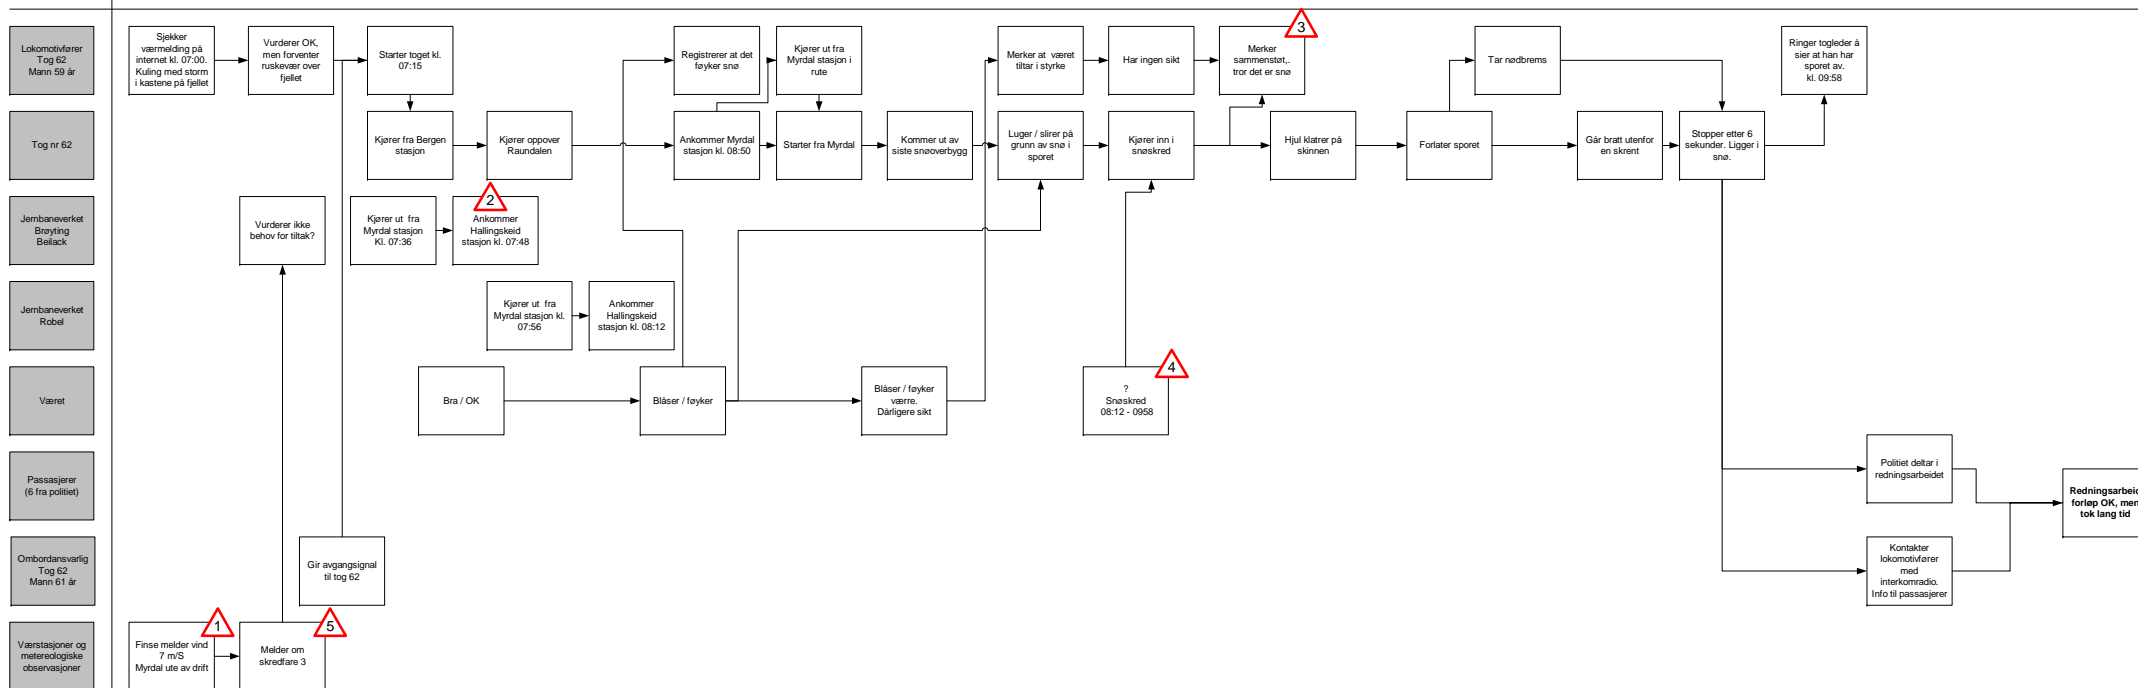 Lokomotivfører
Tog 62
Mann 59 år
Sjekker
værmelding på
internet kl. 07:00.
Kuling med storm
i kastene på fjellet
Vurderer OK,
men forventer
ruskevær over
fjellet
Starter toget kl.
07:15
Registrerer at det
føyker snø
Kjører ut fra
Myrdal stasjon i
rute
Merker at været
tiltar i styrke
Har ingen sikt
3
Merker
sammenstøt,.
tror det er snø
Tar nødbrems
Ringer togleder å
sier at han har
sporet av.
kl. 09:58
Tog nr 62
Kjører fra Bergen
stasjon
Kjører oppover
Raundalen
Ankommer Myrdal
stasjon kl. 08:50
Starter fra Myrdal
Kommer ut av
siste snøoverbygg
Luger / slirer på
grunn av snø i
sporet
Kjører inn i
snøskred
Hjul klatrer på
skinnen
Forlater sporet
Går bratt utenfor
en skrent
Stopper etter 6
sekunder. Ligger i
snø.
Jernbaneverket
Brøyting
Beilack
Vurderer ikke
behov for tiltak?
Kjører ut fra
Myrdal stasjon
Kl. 07:36
2
Ankommer
Hallingskeid
stasjon kl. 07:48
Jernbaneverket
Robel
Kjører ut fra
Myrdal stasjon kl.
07:56
Ankommer
Hallingskeid
stasjon kl. 08:12
Været
Bra / OK
Blåser / føyker
Blåser / føyker
værre.
Dårligere sikt
4
?
Snøskred
08:12 - 0958
Passasjerer
(6 fra politiet)
Politiet deltar i
redningsarbeidet
Redningsarbeid
forløp OK, men
tok lang tid
Ombordansvarlig
Tog 62
Mann 61 år
Gir avgangsignal
til tog 62
Kontakter
lokomotivfører
med
interkomradio.
Info til passasjerer
Værstasjoner og
metereologiske
observasjoner
1
Finse melder vind
7 m/S
Myrdal ute av drift
5
Melder om
skredfare 3